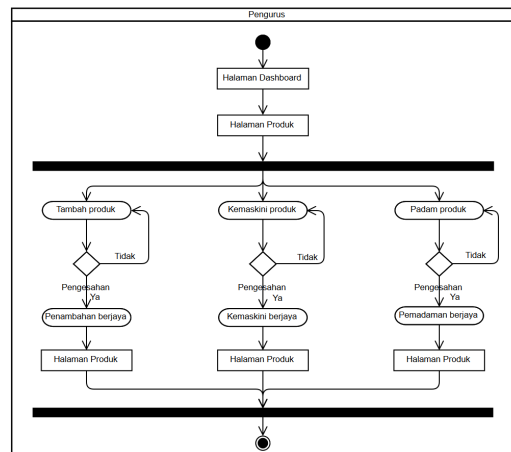 Pengurus
Halaman Dashboard
Halaman Produk
Tambah produk
Kemaskini produk
Padam produk
Tidak
Tidak
Tidak
Pengesahan
Ya
Pengesahan
Ya
Pengesahan
Ya
Penambahan berjaya
Kemaskini berjaya
Pemadaman berjaya
Halaman Produk
Halaman Produk
Halaman Produk